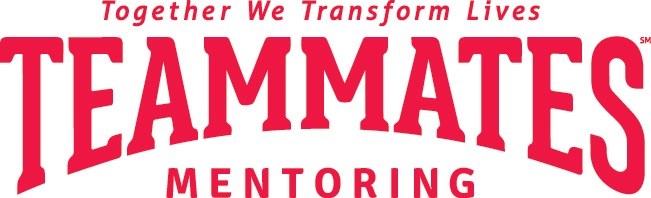 Together We Transform Lives
TEAMMATES℠
MENTORING